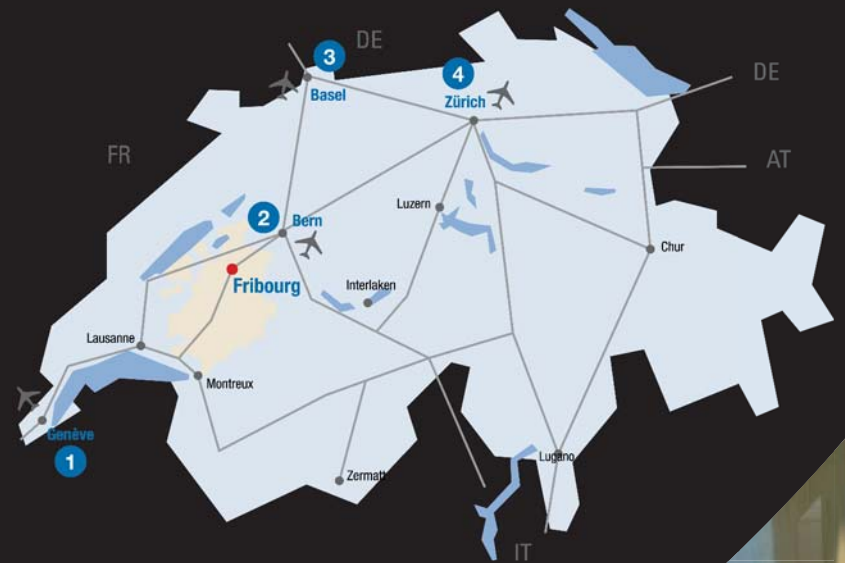 DE
3
Basel
4
Zürich
DE
FR
AT
Luzern
2
Bern
Chur
Fribourg
Interlaken
Lausanne
Montreux
Genève
1
Lugano
Zermatt
IT